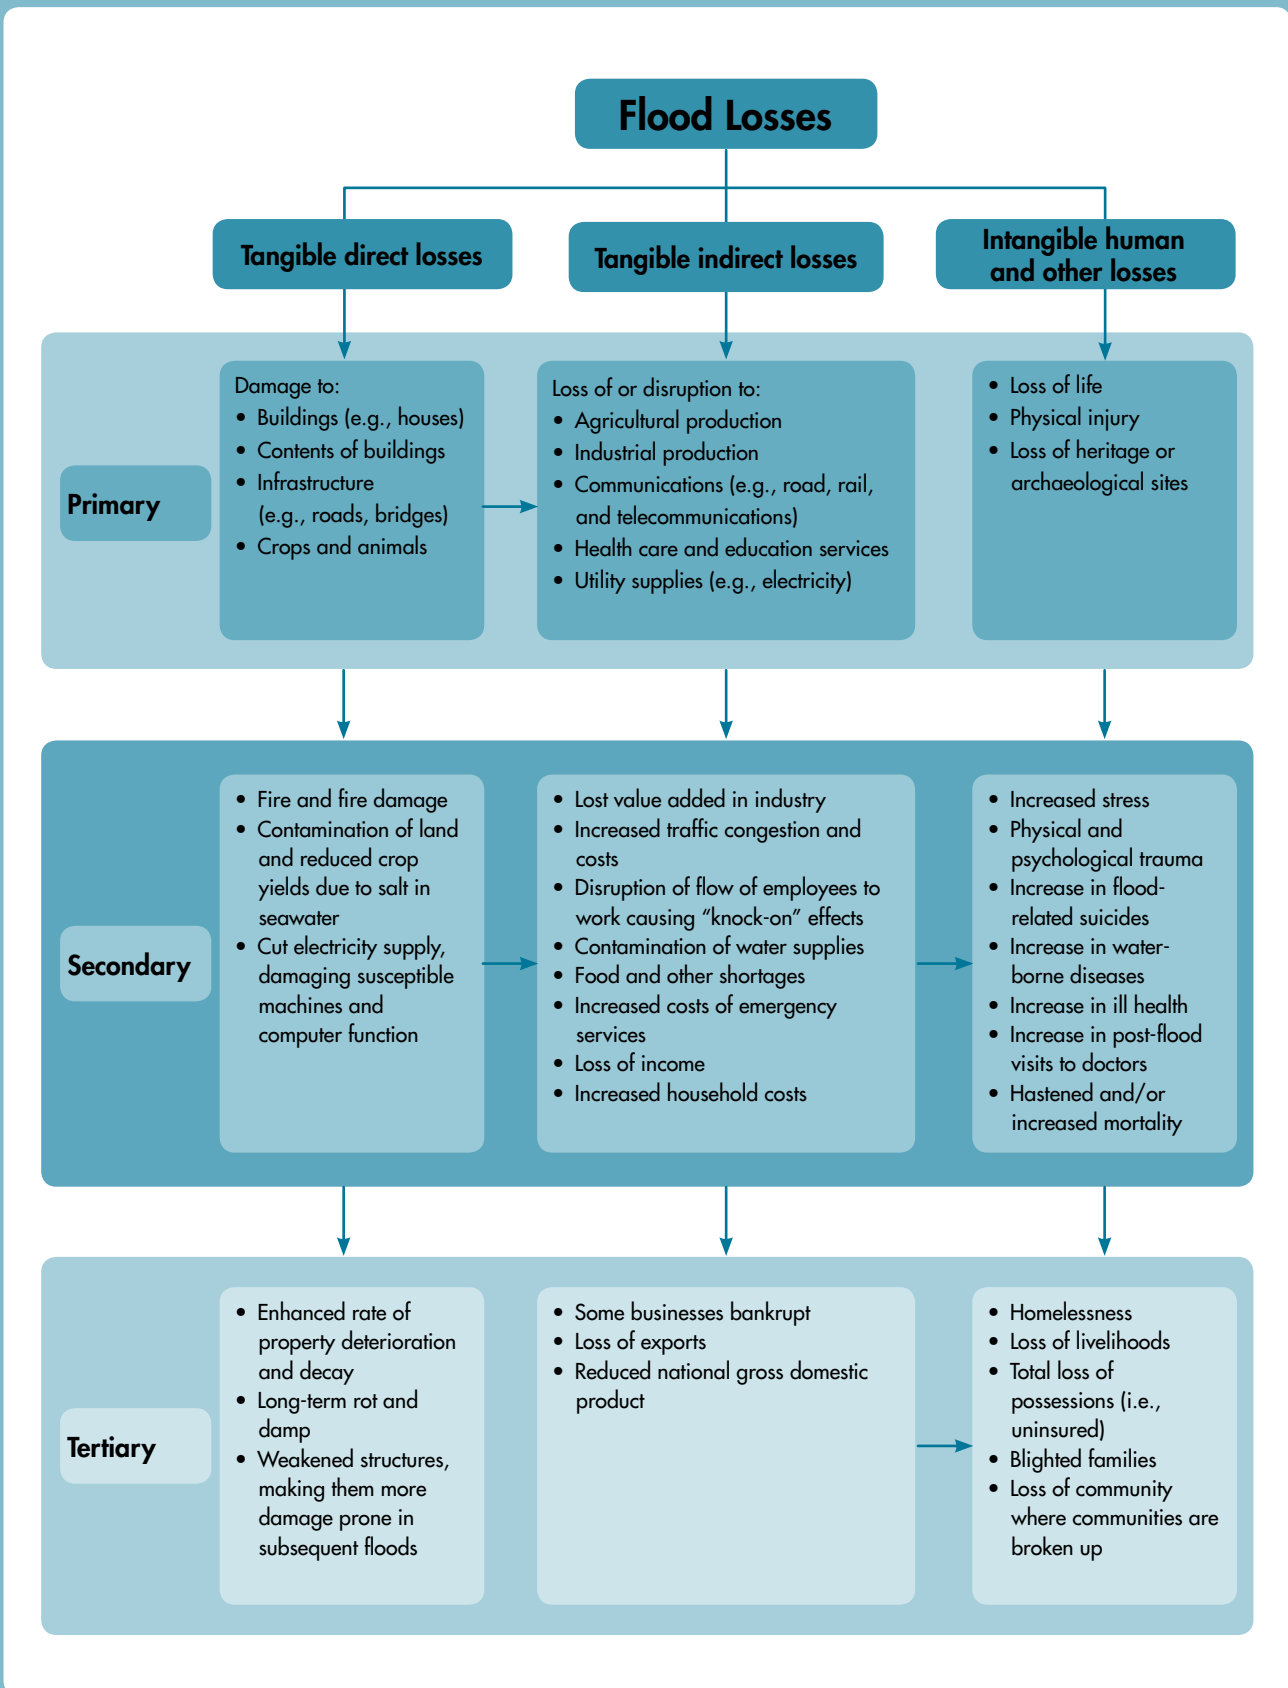 Flood Losses
Tangible direct losses
Tangible indirect losses
Intangible human
and other losses
Primary
Damage to:
• Buildings (e.g., houses)
• Contents of buildings
• Infrastructure
(e.g., roads, bridges)
• Crops and animals
Loss of or disruption to:
• Agricultural production
• Industrial production
• Communications (e.g., road, rail,
and telecommunications)
• Health care and education services
• Utility supplies (e.g., electricity)
• Loss of life
• Physical injury
• Loss of heritage or
archaeological sites
Secondary
• Fire and fire damage
• Contamination of land
and reduced crop
yields due to salt in
seawater
• Cut electricity supply,
damaging susceptible
machines and
computer function
• Lost value added in industry
• Increased traffic congestion and
costs
• Disruption of flow of employees to
work causing “knock-on” effects
• Contamination of water supplies
• Food and other shortages
• Increased costs of emergency
services
• Loss of income
• Increased household costs
• Increased stress
• Physical and
psychological trauma
• Increase in flood-
related suicides
• Increase in water-
borne diseases
• Increase in ill health
• Increase in post-flood
visits to doctors
• Hastened and/or
increased mortality
Tertiary
• Enhanced rate of
property deterioration
and decay
• Long-term rot and
damp
• Weakened structures,
making them more
damage prone in
subsequent floods
• Some businesses bankrupt
• Loss of exports
• Reduced national gross domestic
product
• Homelessness
• Loss of livelihoods
• Total loss of
possessions (i.e.,
uninsured)
• Blighted families
• Loss of community
where communities are
broken up